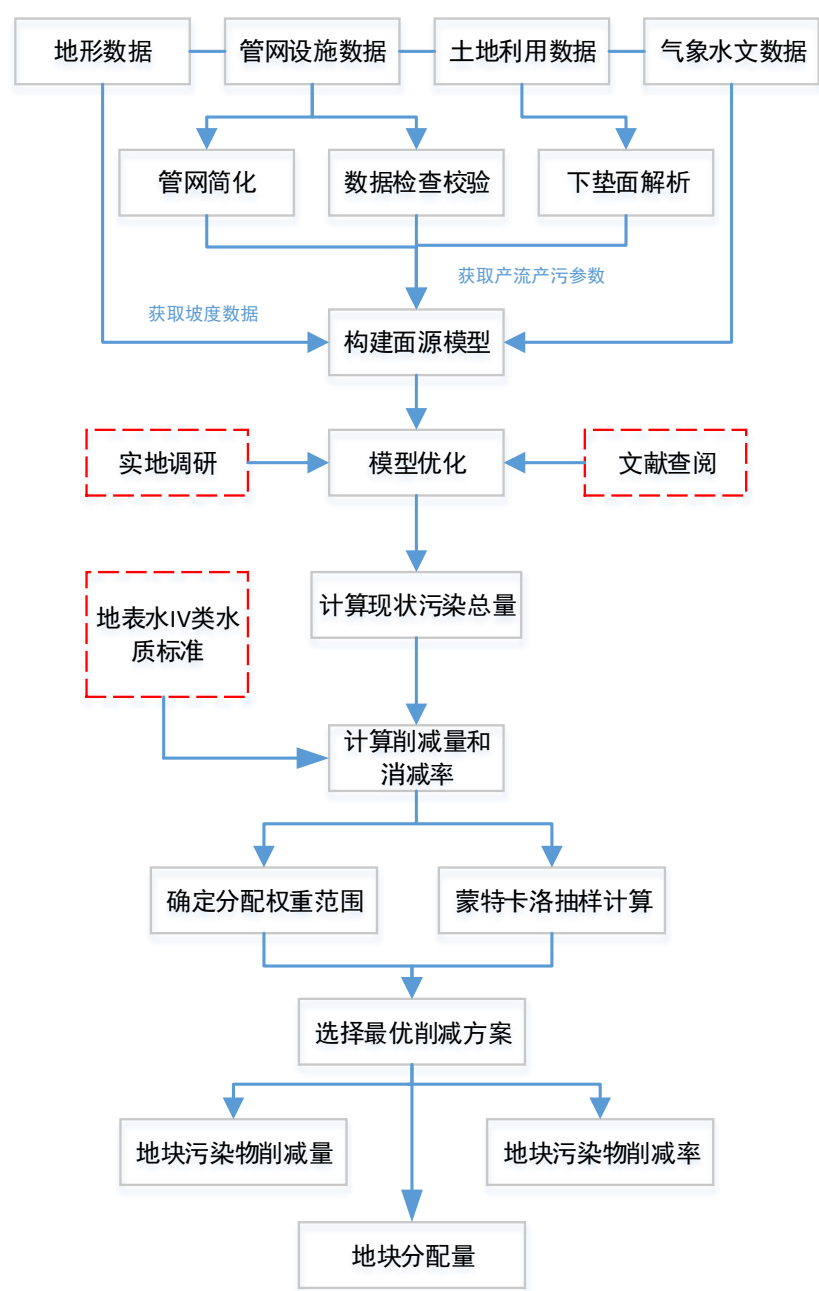 地形数据
管网设施数据
土地利用数据
气象水文数据
管网简化
数据检查校验
下垫面解析
获取产流产污参数
获取坡度数据
构建面源模型
实地调研
模型优化
文献查阅
计算现状污染总量
地表水IV类水
质标准
计算削减量和
消减率
确定分配权重范围
蒙特卡洛抽样计算
选择最优削减方案
地块污染物削减量
地块污染物削减率
地块分配量